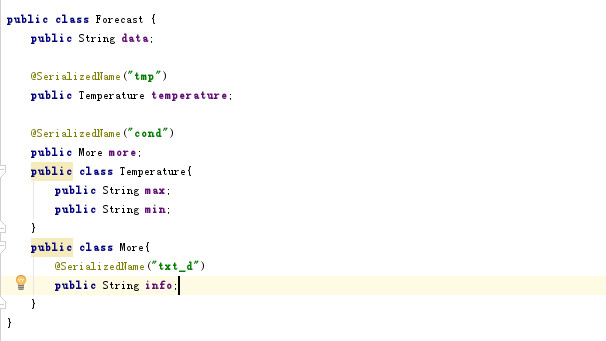 public class Forecast {
public String data;
@SerializedName("tmp")
public Temperature temperature;
@SerializedName("cond")
public More more;
public class Temperature{
public String max;
public String min;
}
public class More{
@SerializedName("txt_d")
public String info;
}
}